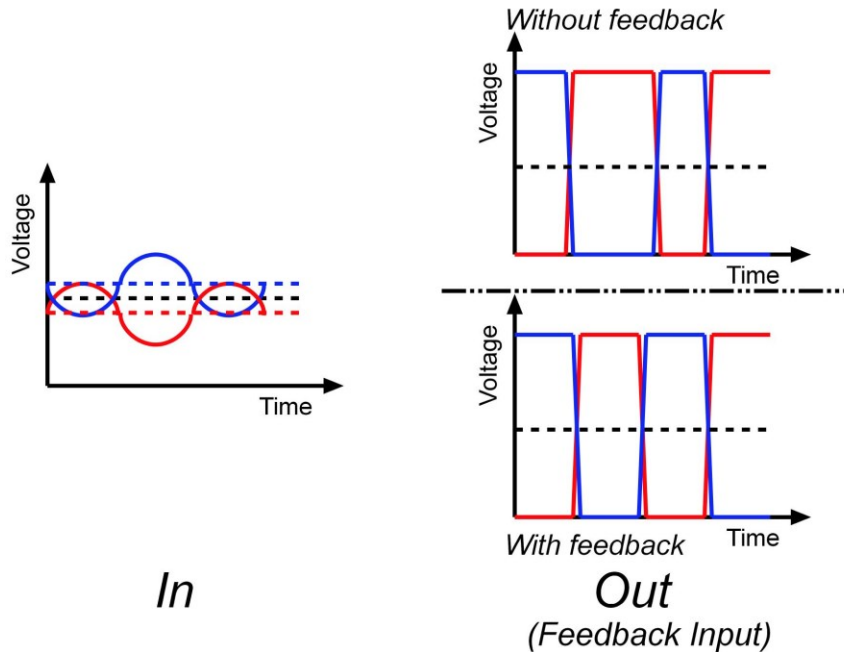 Voltage
Time
In
Without feedback
Voltage
Time
Voltage
Time
With feedback
Out
(Feedback Input)